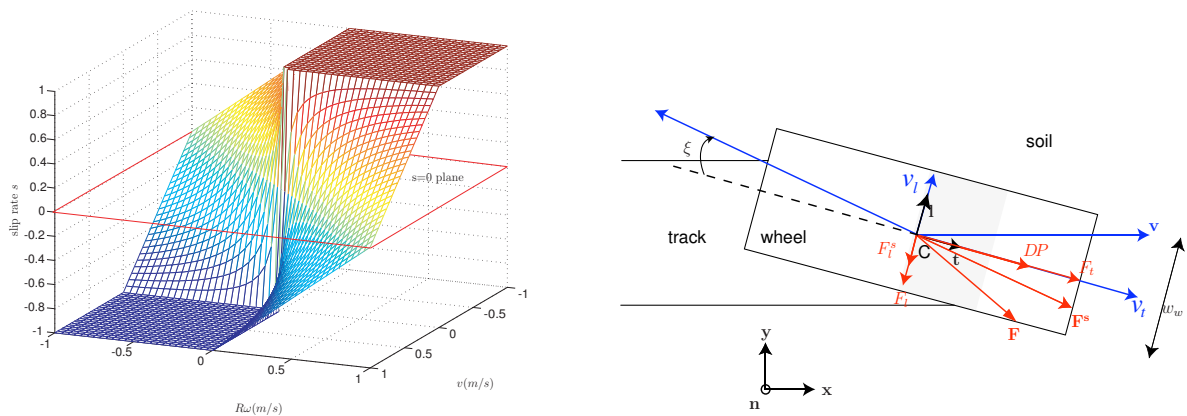 1
0.8
0.6
0.4
0.2
0
-0.2
-0.4
-0.6
-0.8
-1
slip rate s
s=0 plane
-1
-0.5
0
0.5
1
Rω(m/s)
-1
-0.5
0
0.5
1
v(m/s)
soil
ξ
v_l
l
v
track
wheel
C
t
DP
F_l^s
F_t
F_l
v_t
F^s
F
w_w
y
x
n